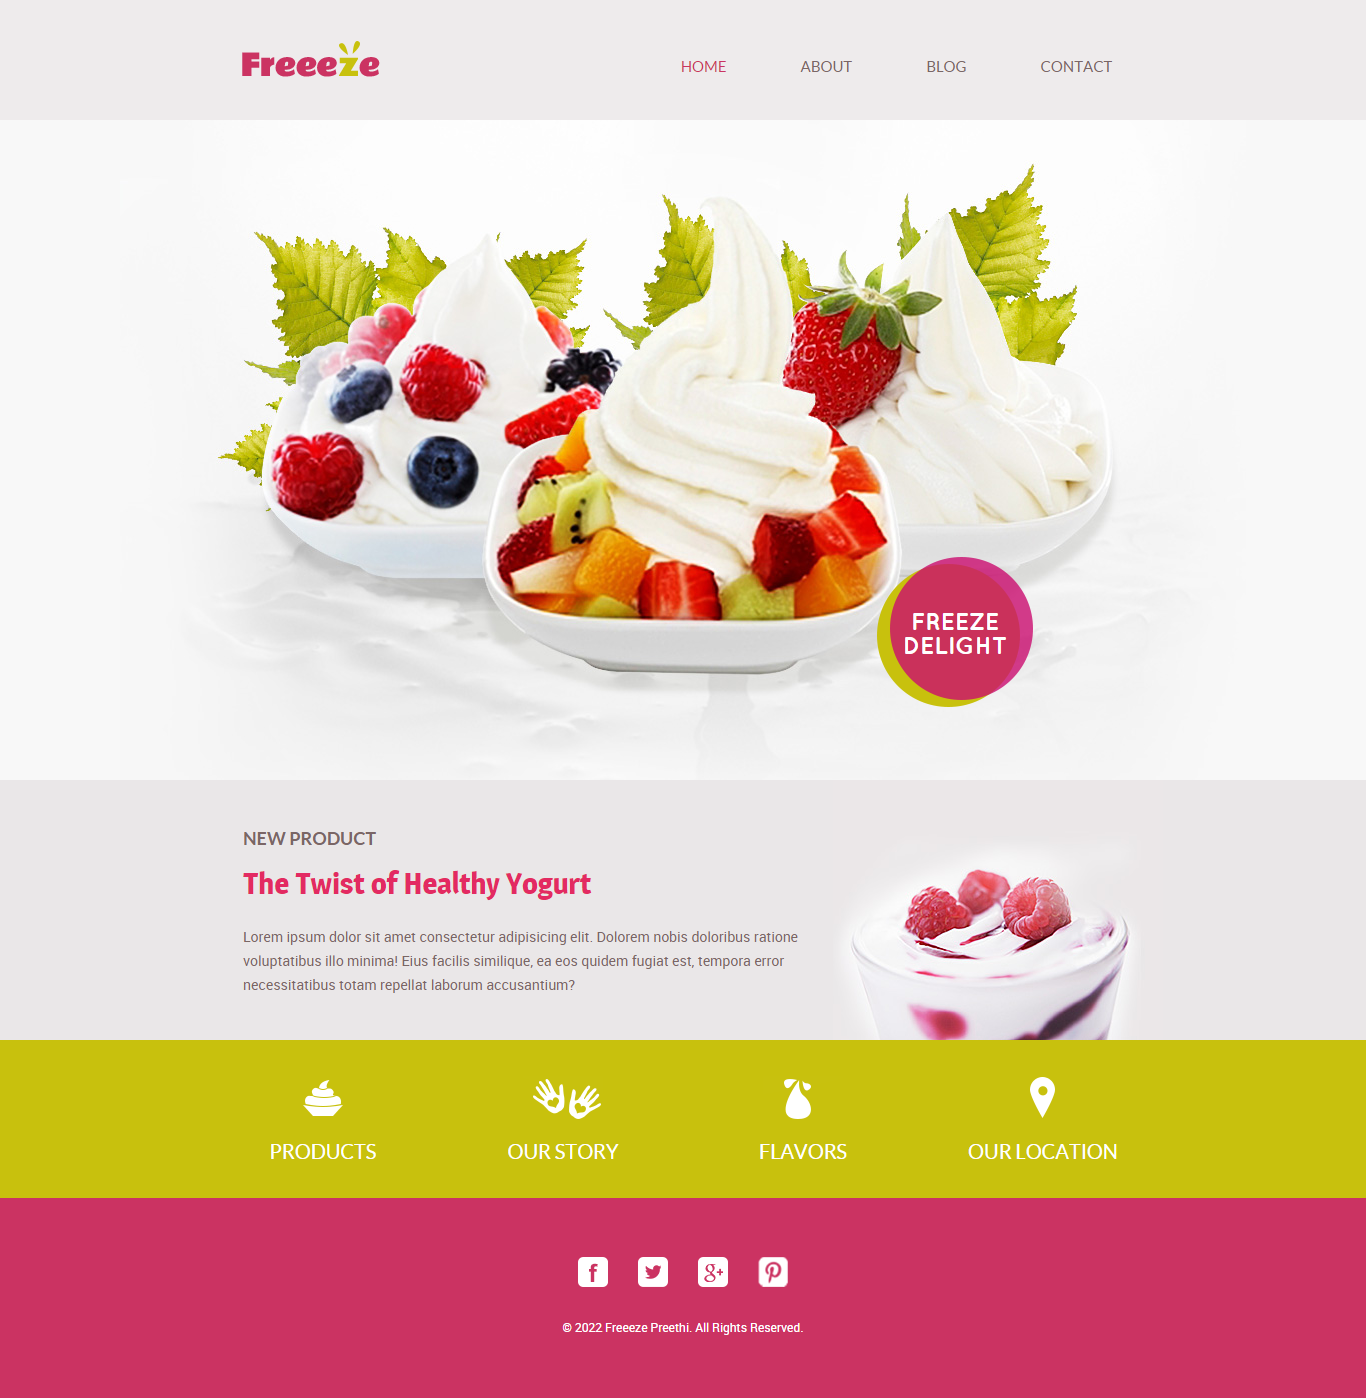 Freeeze
HOME ABOUT BLOG CONTACT
FREEZE
DELIGHT
NEW PRODUCT
The Twist of Healthy Yogurt
Lorem ipsum dolor sit amet consectetur adipisicing elit. Dolorem nobis doloribus ratione
voluptatibus illo minima! Eius facilis similique, ea eos quidem fugiat est, tempora error
necessitatibus totam repellat laborum accusantium?
PRODUCTS OUR STORY FLAVORS OUR LOCATION
© 2022 Freeeze Preethi. All Rights Reserved.